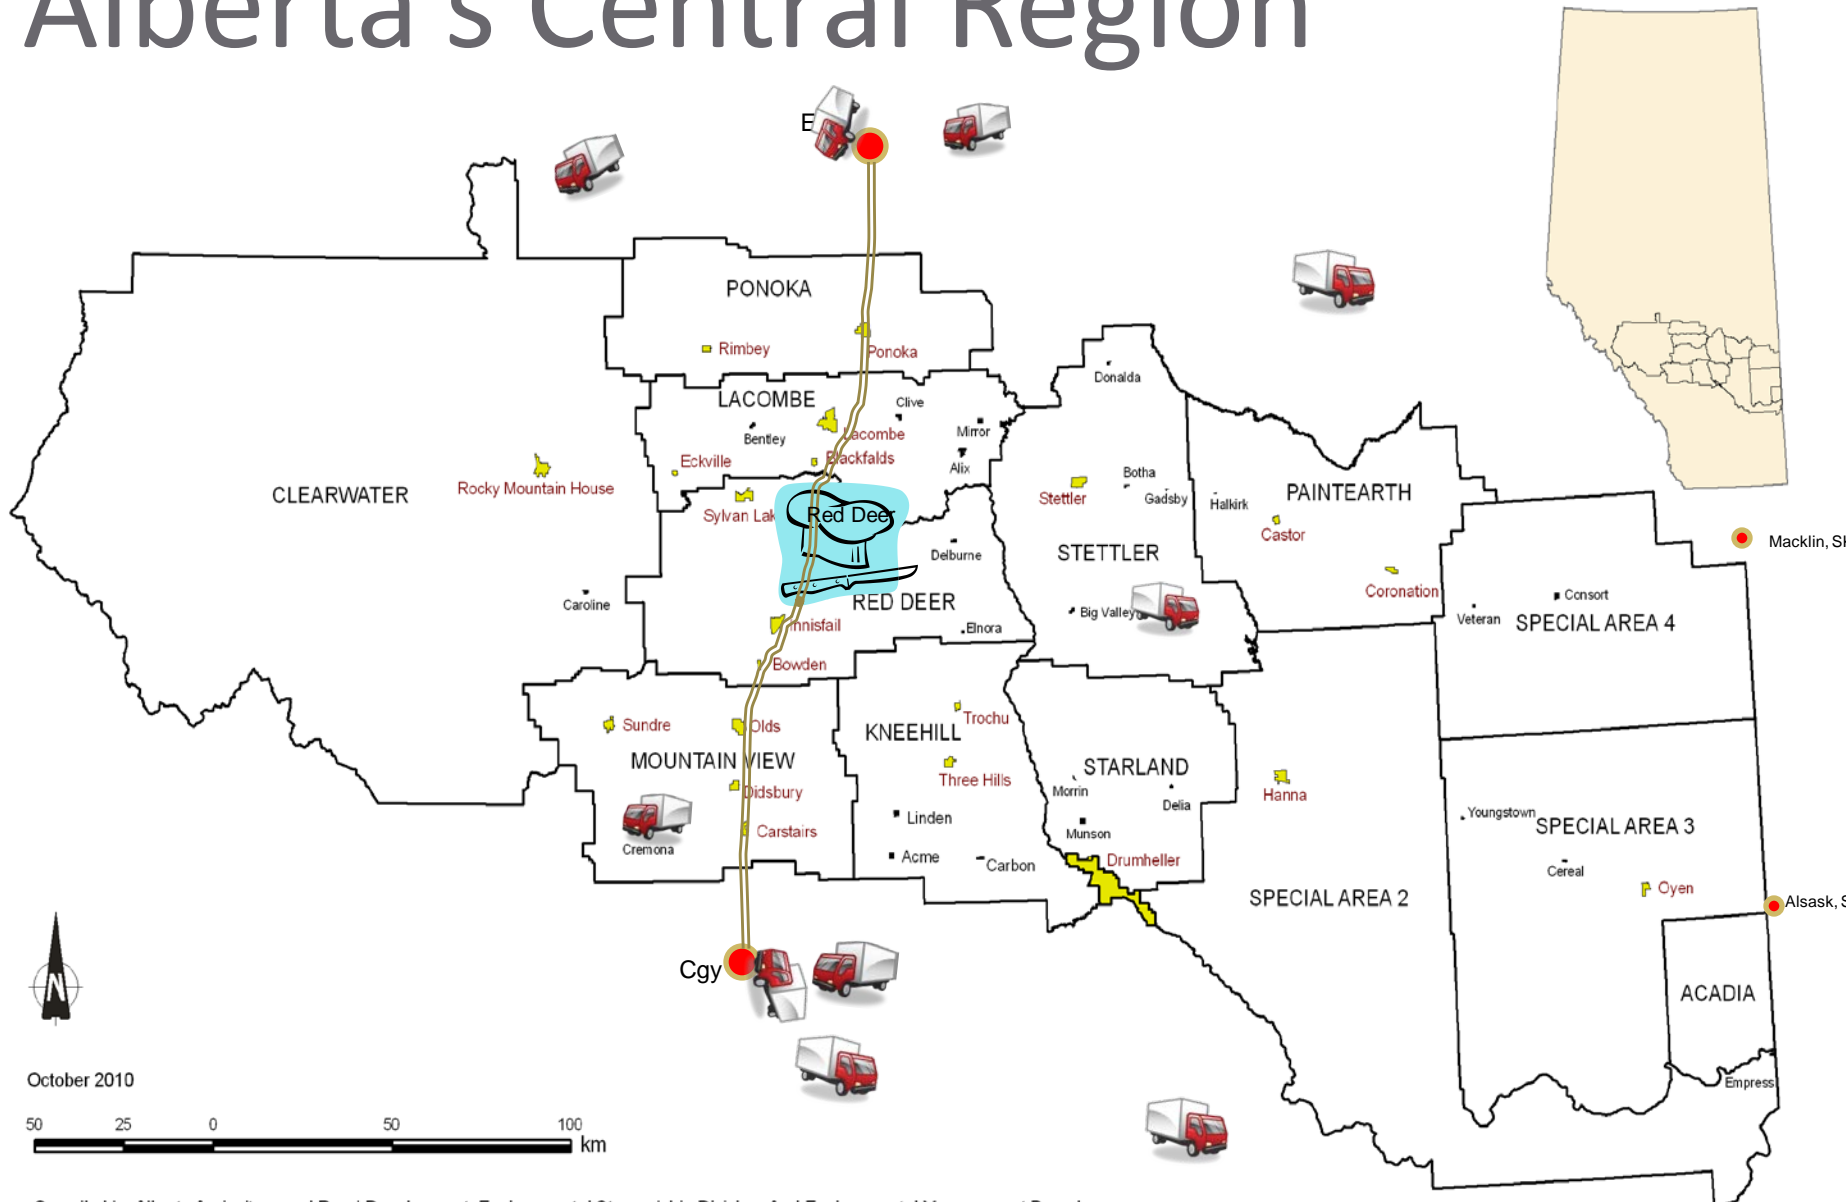 Alberta's Central Region
E
PONOKA
Rimbey
Ponoka
LACOMBE
Clive
Donalda
Bentley
Lacombe
Mirror
Eckville
Blackfalds
Alix
CLEARWATER
Rocky Mountain House
Stettler
Botha
Gadsby
Halkirk
PAINTEARTH
Sylvan Lak
Red Deer
Castor
Delburne
STETTLER
Macklin, S
Caroline
RED DEER
Coronation
Consort
Innisfail
Elnora
Big Valley
Veteran
SPECIAL AREA 4
Bowden
Sundre
Olds
Trochu
KNEEHILL
MOUNTAIN VIEW
Three Hills
STARLAND
Didsbury
Morrin
Delia
Hanna
Carstairs
Linden
Munson
Youngstown
SPECIAL AREA 3
Cremona
Acme
Carbon
Drumheller
Cereal
Oyen
SPECIAL AREA 2
Alsask, S
Cgy
ACADIA
N
October 2010
Empress
50 25 0 50 100
km